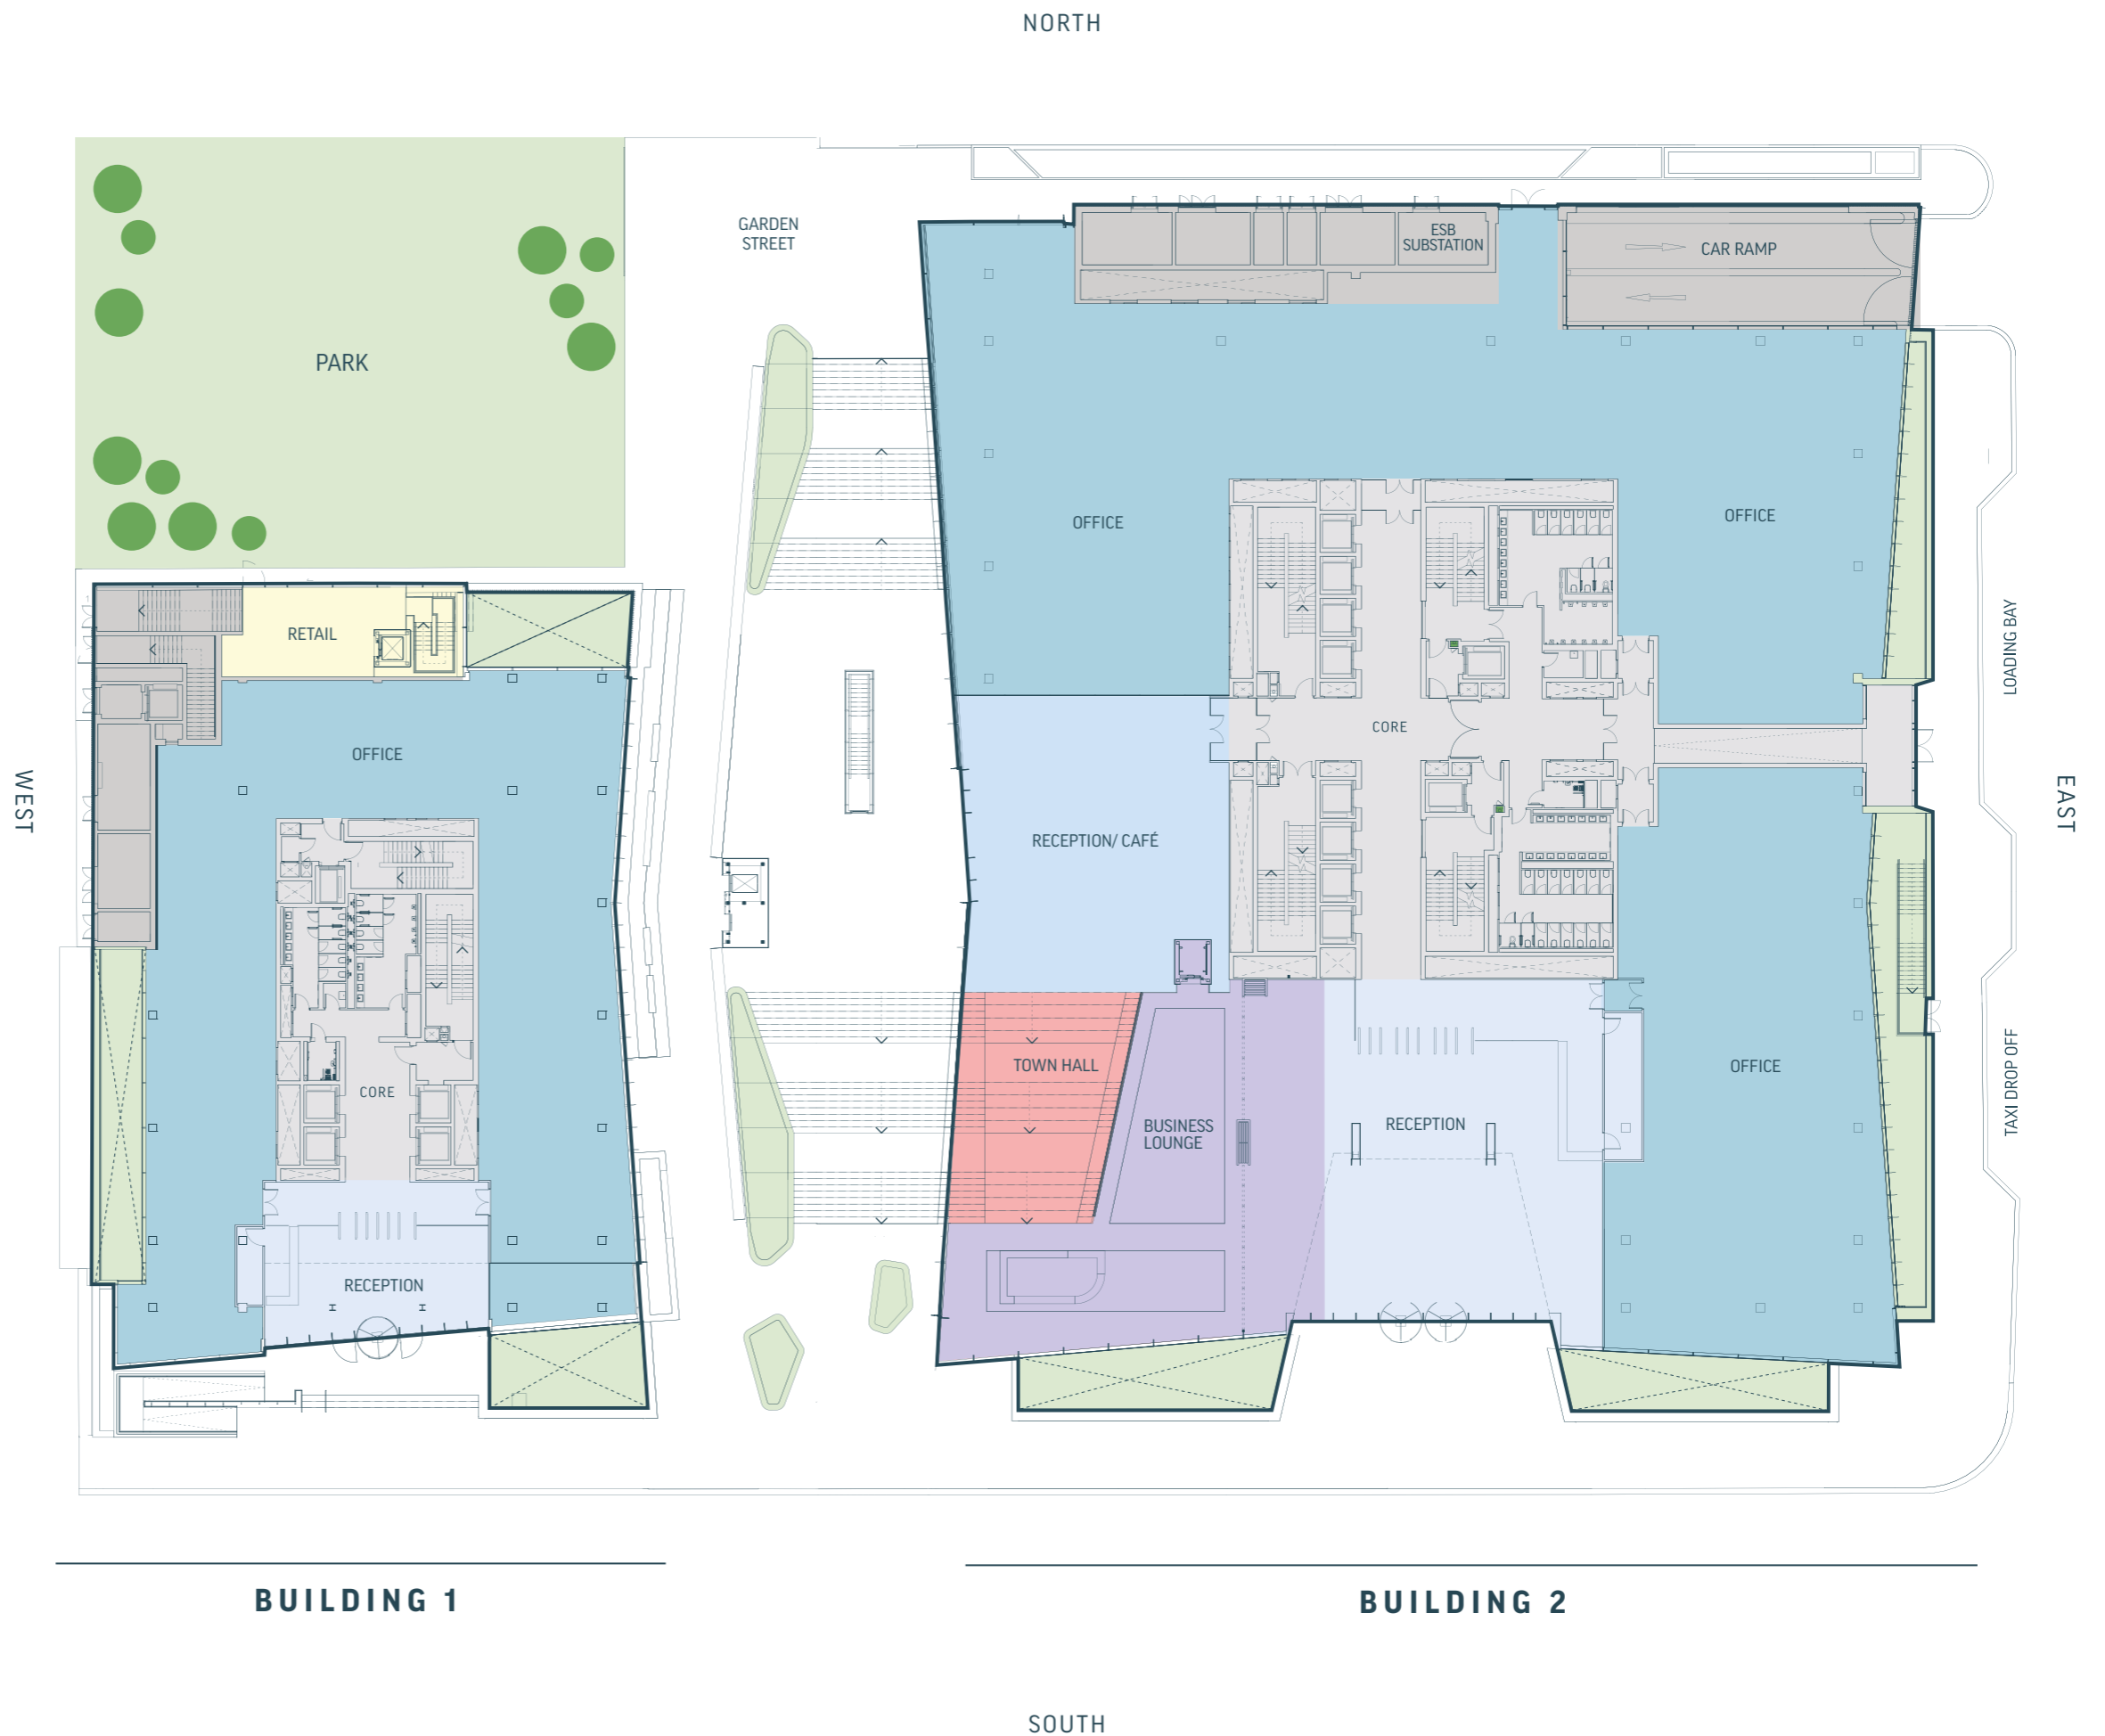 NORTH
GARDEN
STREET
ESB
SUBSTATION
CAR RAMP
PARK
OFFICE
OFFICE
RETAIL
LOADING BAY
CORE
OFFICE
WEST
EAST
RECEPTION/ CAFÉ
TOWN HALL
OFFICE
TAXI DROP OFF
CORE
BUSINESS
LOUNGE
RECEPTION
RECEPTION
BUILDING 1
BUILDING 2
SOUTH